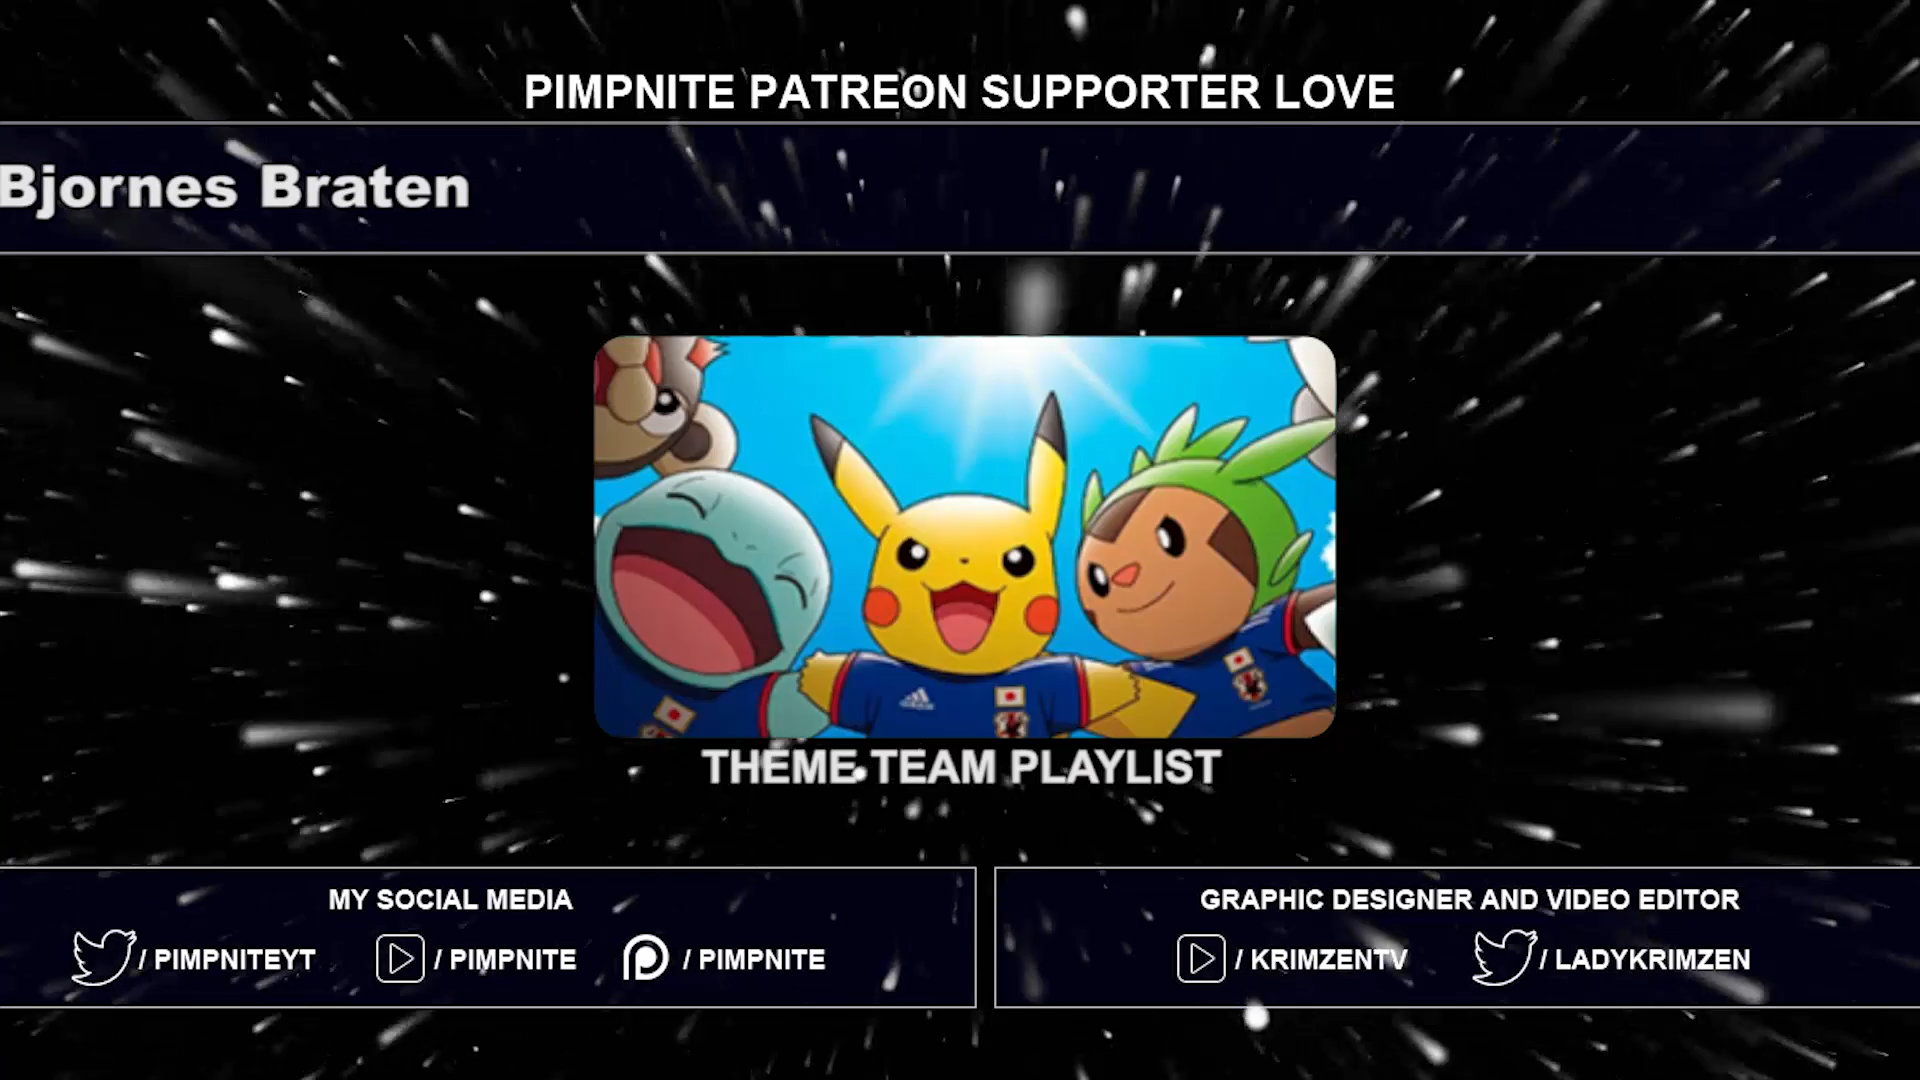 PIMPNITE PATREON SUPPORTER LOVE
Bjornes Braten
adidas
THEME TEAM PLAYLIST
MY SOCIAL MEDIA
/ PIMPNITEYT / PIMPNITE / PIMPNITE
GRAPHIC DESIGNER AND VIDEO EDITOR
/ KRIMZENTV / LADYKRIMZEN